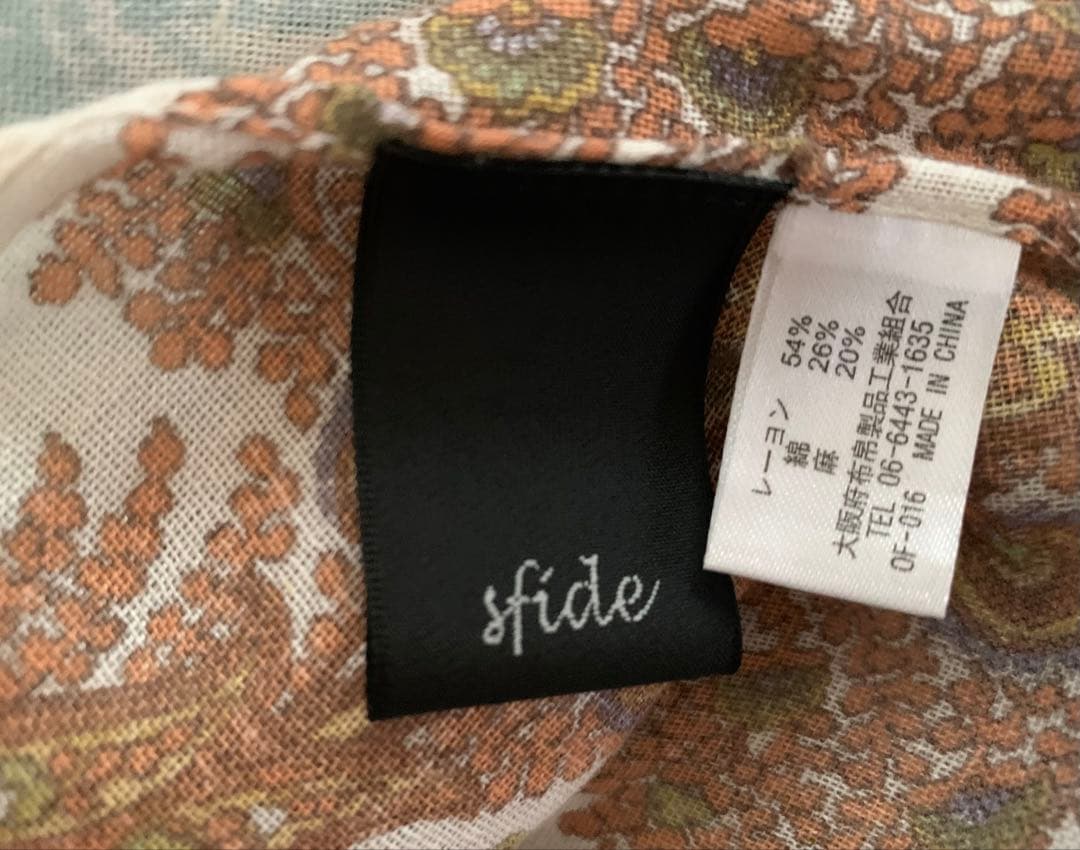 sfide
レーヨン 54%
綿 26%
麻 20%
大阪府布帛製品工業組合
TEL 06-6443-1635
OF-016 MADE IN CHINA